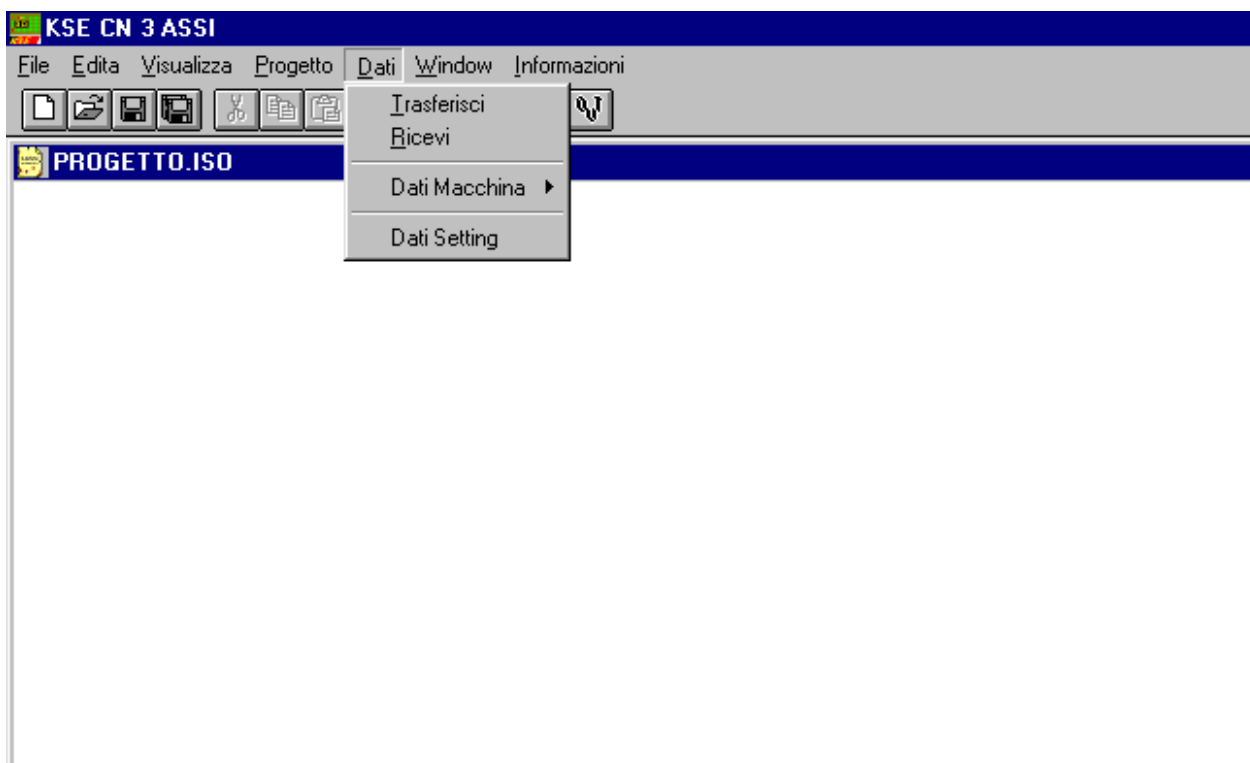 KSE CN 3 ASSI
File Edita Visualizza Progetto Dati Window Informazioni
PROGETTO.ISO
Trasferisci
Ricevi
Dati Macchina
Dati Setting